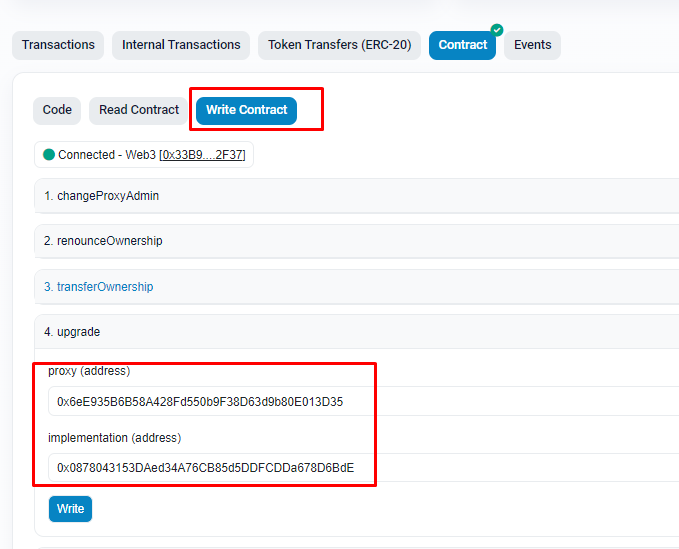 Transactions Internal Transactions Token Transfers (ERC-20) Contract Events
Code Read Contract Write Contract
Connected - Web3 [0x33B9....2F37]
1. changeProxyAdmin
2. renounceOwnership
3. transferOwnership
4. upgrade
proxy (address)
0x6eE935B6B58A428Fd550b9F38D63d9b80E013D35
implementation (address)
0x0878043153DAed34A76CB85d5DDFCDDa678D6BdE
Write